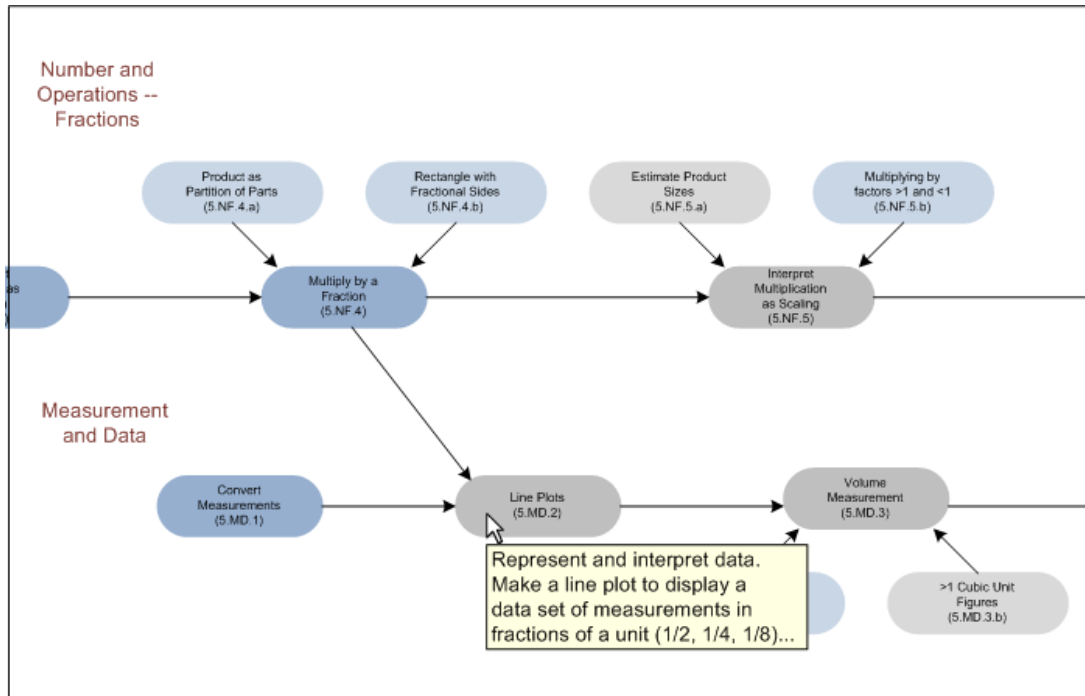 Number and
Operations --
Fractions
Product as
Partition of Parts
(5.NF.4.a)
Rectangle with
Fractional Sides
(5.NF.4.b)
Estimate Product
Sizes
(5.NF.5.a)
Multiplying by
factors >1 and <1
(5.NF.5.b)
as
Multiply by a
Fraction
(5.NF.4)
Interpret
Multiplication
as Scaling
(5.NF.5)
Measurement
and Data
Convert
Measurements
(5.MD.1)
Line Plots
(5.MD.2)
Volume
Measurement
(5.MD.3)
Represent and interpret data.
Make a line plot to display a
data set of measurements in
fractions of a unit (1/2, 1/4, 1/8)...
>1 Cubic Unit
Figures
(5.MD.3.b)